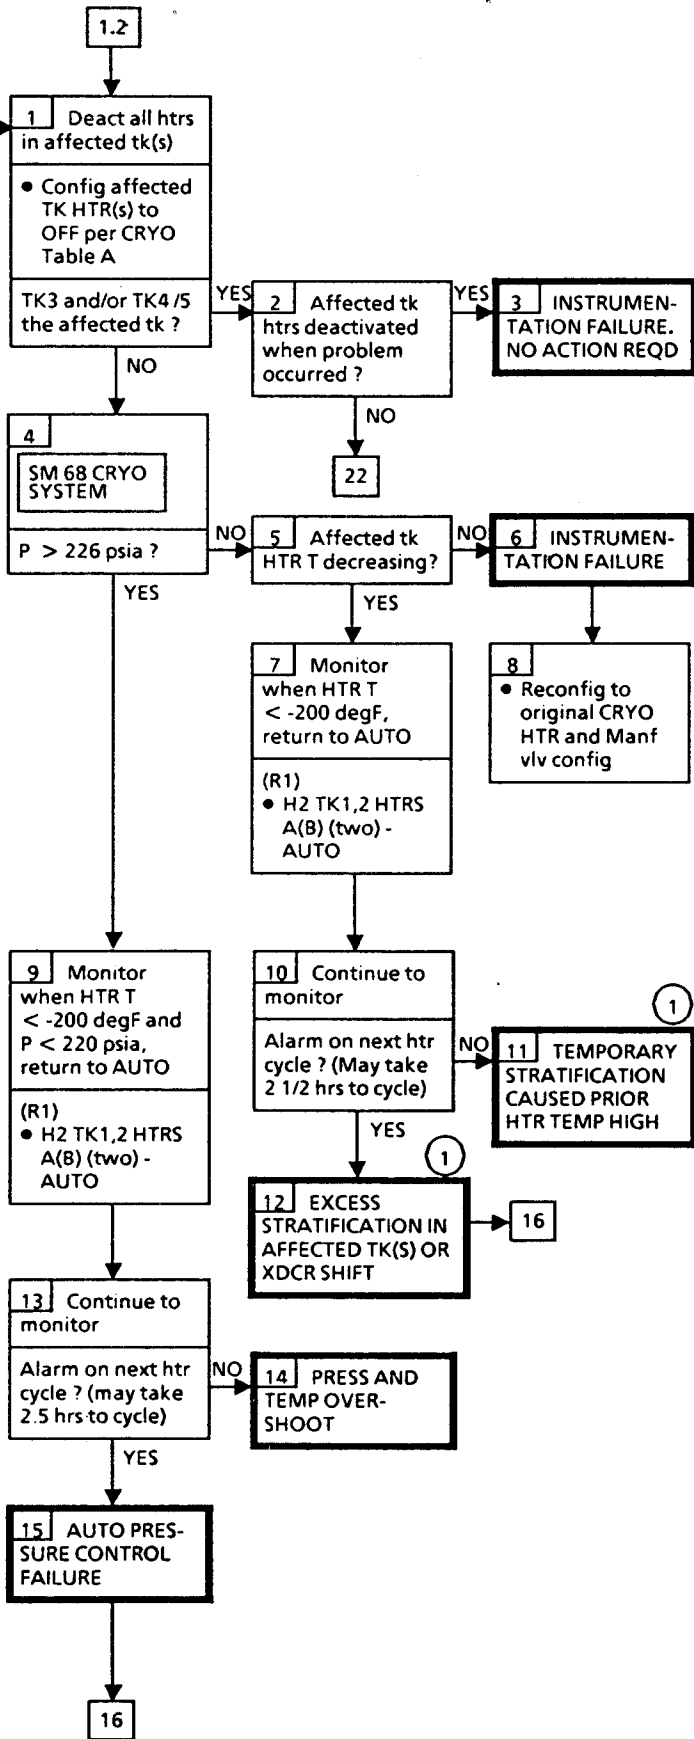 1.2
1 Deact all htrs
in affected tk(s)
● Config affected
TK HTR(s) to
OFF per CRYO
Table A
TK3 and/or TK4/5
the affected tk ?
YES
NO
2 Affected tk
htrs deactivated
when problem
occurred ?
YES
NO
22
3 INSTRUMEN-
TATION FAILURE.
NO ACTION REQD
4
SM 68 CRYO
SYSTEM
P > 226 psia ?
NO
YES
5 Affected tk
HTR T decreasing?
NO
YES
6 INSTRUMEN-
TATION FAILURE
7 Monitor
when HTR T
< -200 degF,
return to AUTO
(R1)
● H2 TK1,2 HTRS
A(B) (two) -
AUTO
8
● Reconfig to
original CRYO
HTR and Manf
vlv config
9 Monitor
when HTR T
< -200 degF and
P < 220 psia,
return to AUTO
(R1)
● H2 TK1,2 HTRS
A(B) (two) -
AUTO
10 Continue to
monitor
Alarm on next htr
cycle ? (May take
2 1/2 hrs to cycle)
NO
YES
1
11 TEMPORARY
STRATIFICATION
CAUSED PRIOR
HTR TEMP HIGH
1
12 EXCESS
STRATIFICATION IN
AFFECTED TK(S) OR
XDCR SHIFT
16
13 Continue to
monitor
Alarm on next htr
cycle ? (may take
2.5 hrs to cycle)
NO
YES
14 PRESS AND
TEMP OVER-
SHOOT
15 AUTO PRES-
SURE CONTROL
FAILURE
16